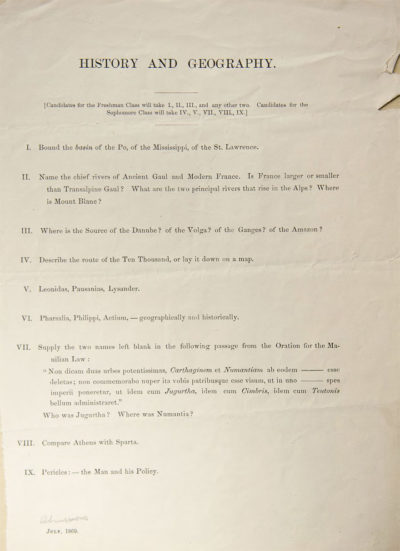 HISTORY AND GEOGRAPHY.
[Candidates for the Freshman Class will take I., II., III., and any other two. Candidates for the
Sophomore Class will take IV., V., VII., VIII., IX.]
I. Bound the basin of the Po, of the Mississippi, of the St. Lawrence.
II. Name the chief rivers of Ancient Gaul and Modern France. Is France larger or smaller
than Transalpine Gaul? What are the two principal rivers that rise in the Alps? Where
is Mount Blanc?
III. Where is the Source of the Danube? of the Volga? of the Ganges? of the Amazon?
IV. Describe the route of the Ten Thousand, or lay it down on a map.
V. Leonidas, Pausanias, Lysander.
VI. Pharsalia, Philippi, Actium, — geographically and historically.
VII. Supply the two names left blank in the following passage from the Oration for the Ma-
nilian Law:
"Non dicam duas urbes potentissimas, Carthaginem et Numantiam ab eodem —— esse
deletas; non commemorabo nuper ita vobis patribusque esse visum, ut in uno —— spes
imperii poneretur, ut idem cum Jugurtha, idem cum Cimbris, idem cum Teutonis
bellum administraret."
Who was Jugurtha? Where was Numantia?
VIII. Compare Athens with Sparta.
IX. Pericles: — the Man and his Policy.
July, 1869.